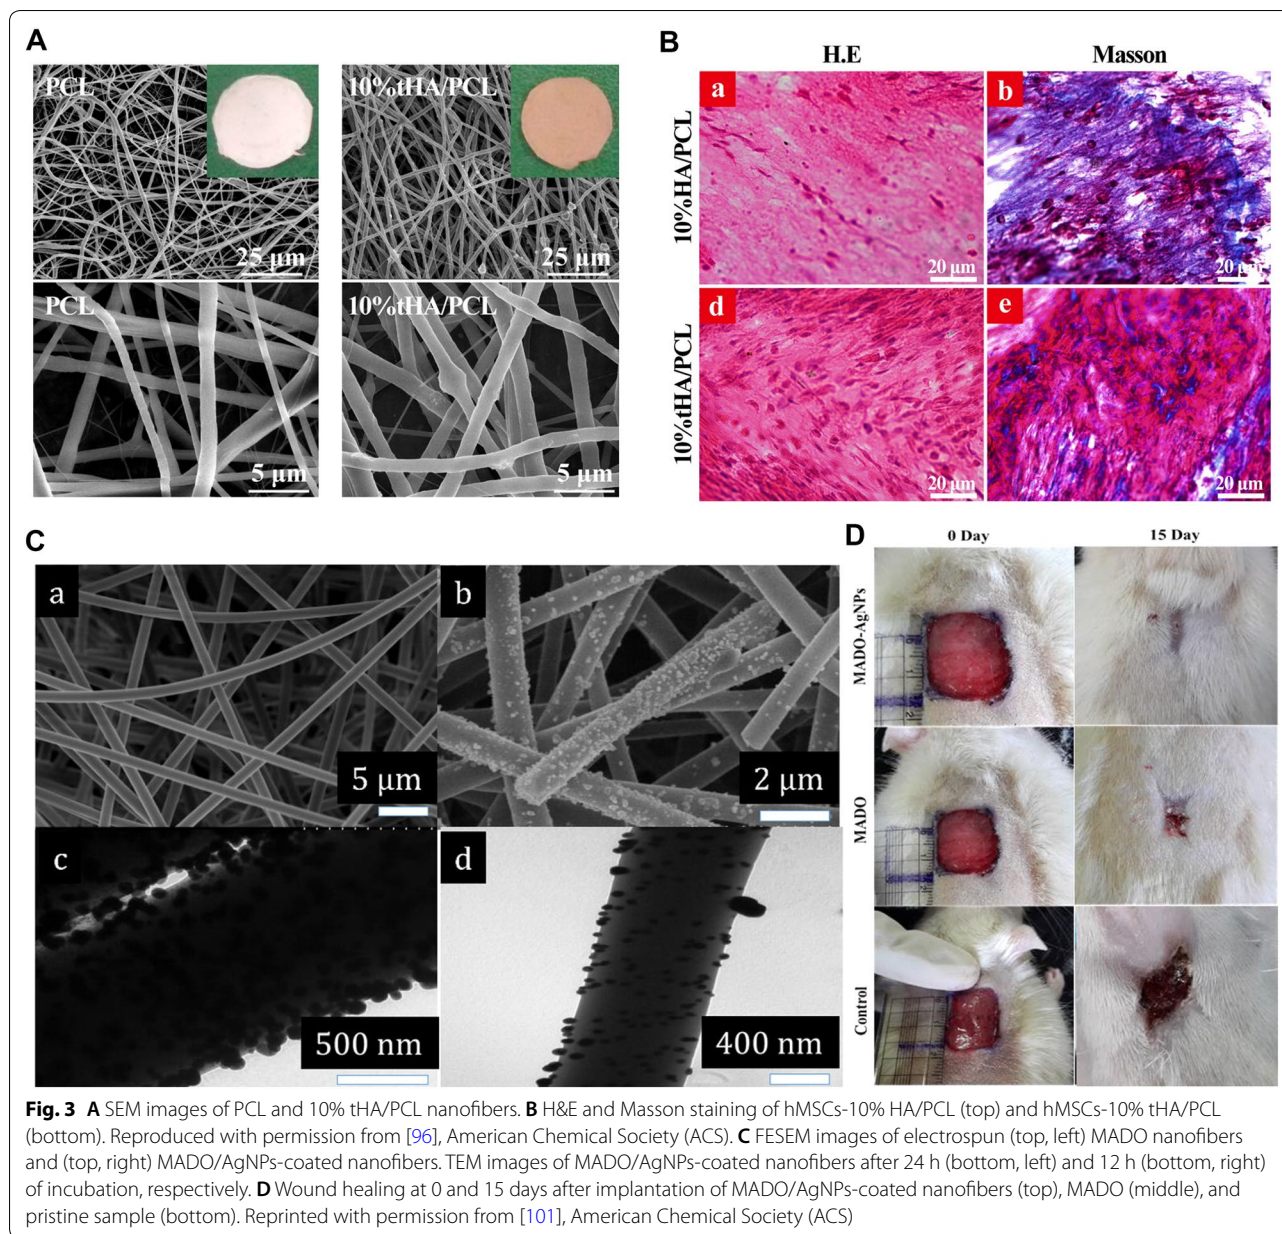 A
PCL
10%tHA/PCL
25 µm
25 µm
PCL
10%tHA/PCL
5 µm
5 µm
B
H.E
Masson
10%HA/PCL
a
b
20 µm
20 µm
10%tHA/PCL
d
e
20 µm
20 µm
C
a
b
5 µm
2 µm
c
d
500 nm
400 nm
D
0 Day
15 Day
MADO-AgNPs
MADO
Control
Fig. 3 A SEM images of PCL and 10% tHA/PCL nanofibers. B H&E and Masson staining of hMSCs-10% HA/PCL (top) and hMSCs-10% tHA/PCL
(bottom). Reproduced with permission from [96], American Chemical Society (ACS). C FESEM images of electrospun (top, left) MADO nanofibers
and (top, right) MADO/AgNPs-coated nanofibers. TEM images of MADO/AgNPs-coated nanofibers after 24 h (bottom, left) and 12 h (bottom, right)
of incubation, respectively. D Wound healing at 0 and 15 days after implantation of MADO/AgNPs-coated nanofibers (top), MADO (middle), and
pristine sample (bottom). Reprinted with permission from [101], American Chemical Society (ACS)